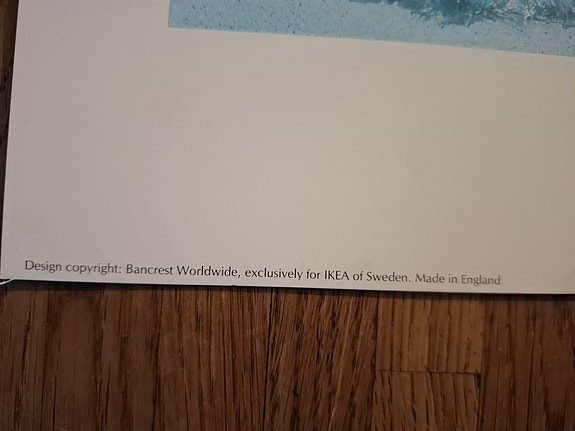 Design copyright: Bancrest Worldwide, exclusively for IKEA of Sweden. Made in England